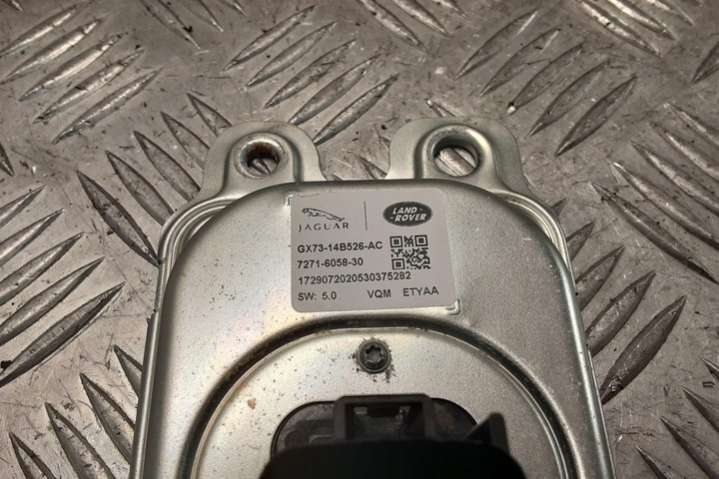 JAGUAR
LAND ROVER
GX73-14B526-AC
7271-6058-30
1729072020530375282
SW: 5.0 VQM ETYAA